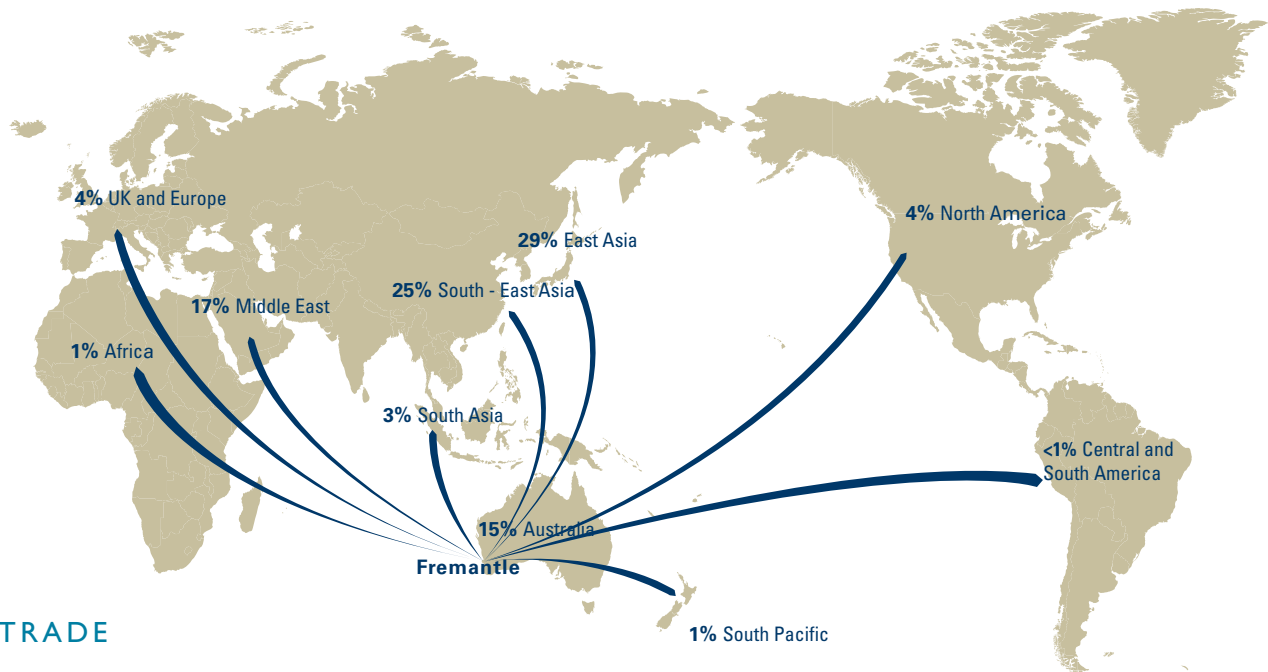 4% UK and Europe
4% North America
29% East Asia
25% South - East Asia
17% Middle East
1% Africa
3% South Asia
<1% Central and
South America
15% Australia
Fremantle
TRADE
1% South Pacific